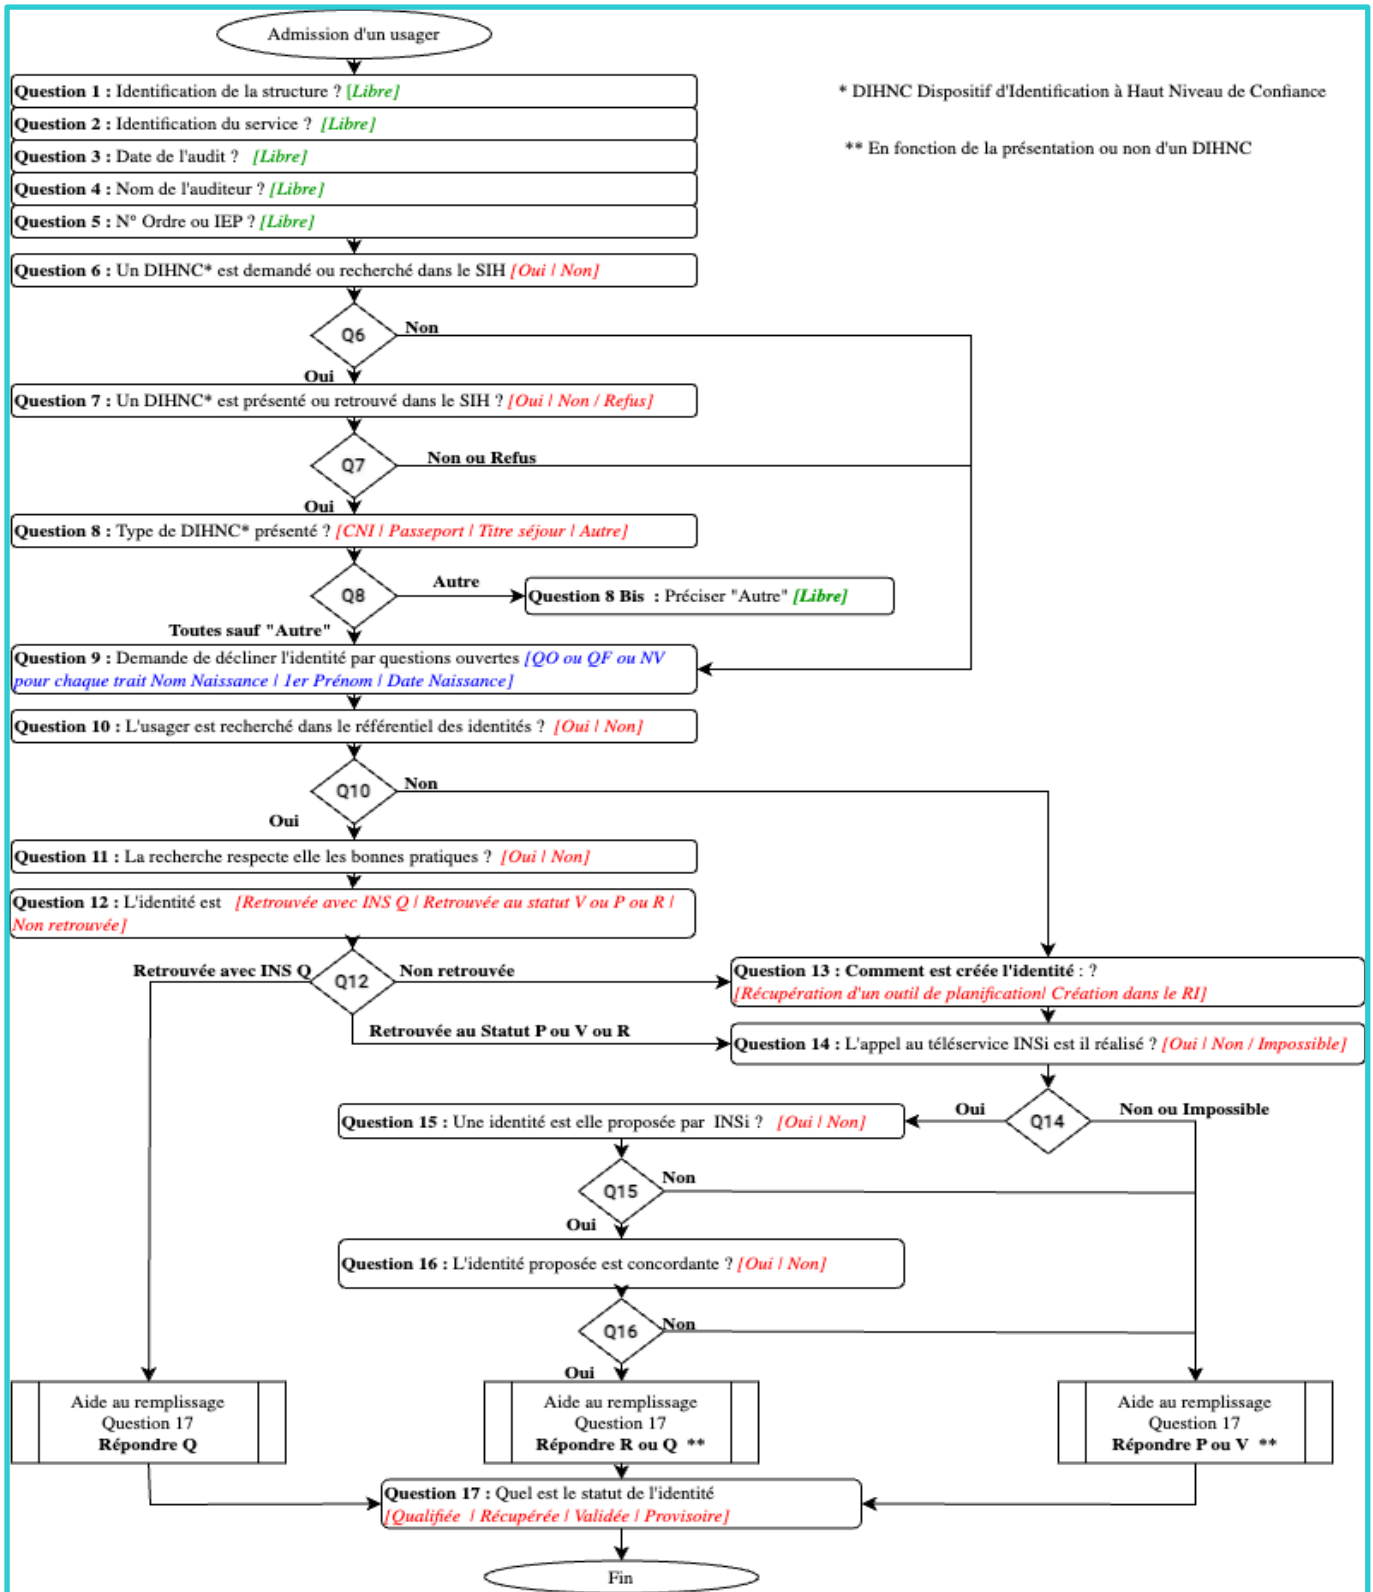 Admission d'un usager
Question 1 : Identification de la structure ? [Libre]
* DIHNC Dispositif d'Identification à Haut Niveau de Confiance
Question 2 : Identification du service ? [Libre]
** En fonction de la présentation ou non d'un DIHNC
Question 3 : Date de l'audit ? [Libre]
Question 4 : Nom de l'auditeur ? [Libre]
Question 5 : N° Ordre ou IEP ? [Libre]
Question 6 : Un DIHNC* est demandé ou recherché dans le SIH [Oui | Non]
Q6
Non
Oui
Question 7 : Un DIHNC* est présenté ou retrouvé dans le SIH ? [Oui | Non / Refus]
Q7
Non ou Refus
Oui
Question 8 : Type de DIHNC* présenté ? [CNI | Passeport | Titre séjour | Autre]
Q8
Autre
Question 8 Bis : Préciser "Autre" [Libre]
Toutes sauf "Autre"
Question 9 : Demande de décliner l'identité par questions ouvertes [QO ou QF ou NV
pour chaque trait Nom Naissance | 1er Prénom | Date Naissance]
Question 10 : L'usager est recherché dans le référentiel des identités ? [Oui | Non]
Q10
Non
Oui
Question 11 : La recherche respecte elle les bonnes pratiques ? [Oui | Non]
Question 12 : L'identité est [Retrouvée avec INS Q | Retrouvée au statut V ou P ou R |
Non retrouvée]
Retrouvée avec INS Q
Q12
Non retrouvée
Question 13 : Comment est créée l'identité : ?
[Récupération d'un outil de planification| Création dans le RI]
Retrouvée au Statut P ou V ou R
Question 14 : L'appel au téléservice INSi est il réalisé ? [Oui | Non / Impossible]
Question 15 : Une identité est elle proposée par INSi ? [Oui | Non]
Oui
Q14
Non ou Impossible
Q15
Non
Oui
Question 16 : L'identité proposée est concordante ? [Oui | Non]
Q16
Non
Oui
Aide au remplissage
Question 17
Répondre Q
Aide au remplissage
Question 17
Répondre R ou Q **
Aide au remplissage
Question 17
Répondre P ou V **
Question 17 : Quel est le statut de l'identité
[Qualifiée | Récupérée | Validée | Provisoire]
Fin